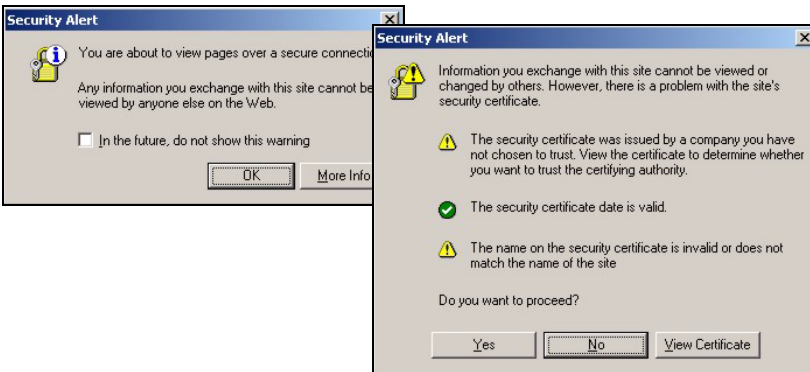 Security Alert
You are about to view pages over a secure
Any information you exchange with this site cannot be
viewed by anyone else on the Web.
In the future, do not show this warning
OK
More Info
Security Alert
Information you exchange with this site cannot be viewed or
changed by others. However, there is a problem with the site's
security certificate.
The security certificate was issued by a company you have
not chosen to trust. View the certificate to determine whether
you want to trust the certifying authority.
The security certificate date is valid.
The name on the security certificate is invalid or does not
match the name of the site
Do you want to proceed?
Yes
No
View Certificate